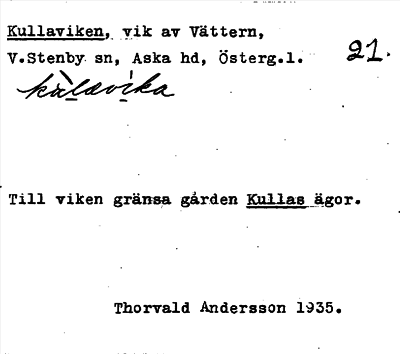 Kullaviken, vik av Vättern,
V.Stenby sn, Aska hd, Österg.l. 21.
kùlavika
Till viken gränsa gården Kullas ägor.
Thorvald Andersson 1935.